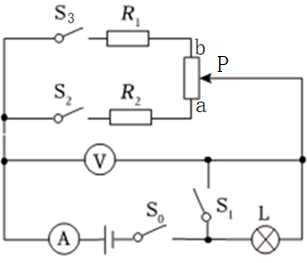 S₃ R₁ b
P
S₂ R₂ a
V
S₁
A S₀ L